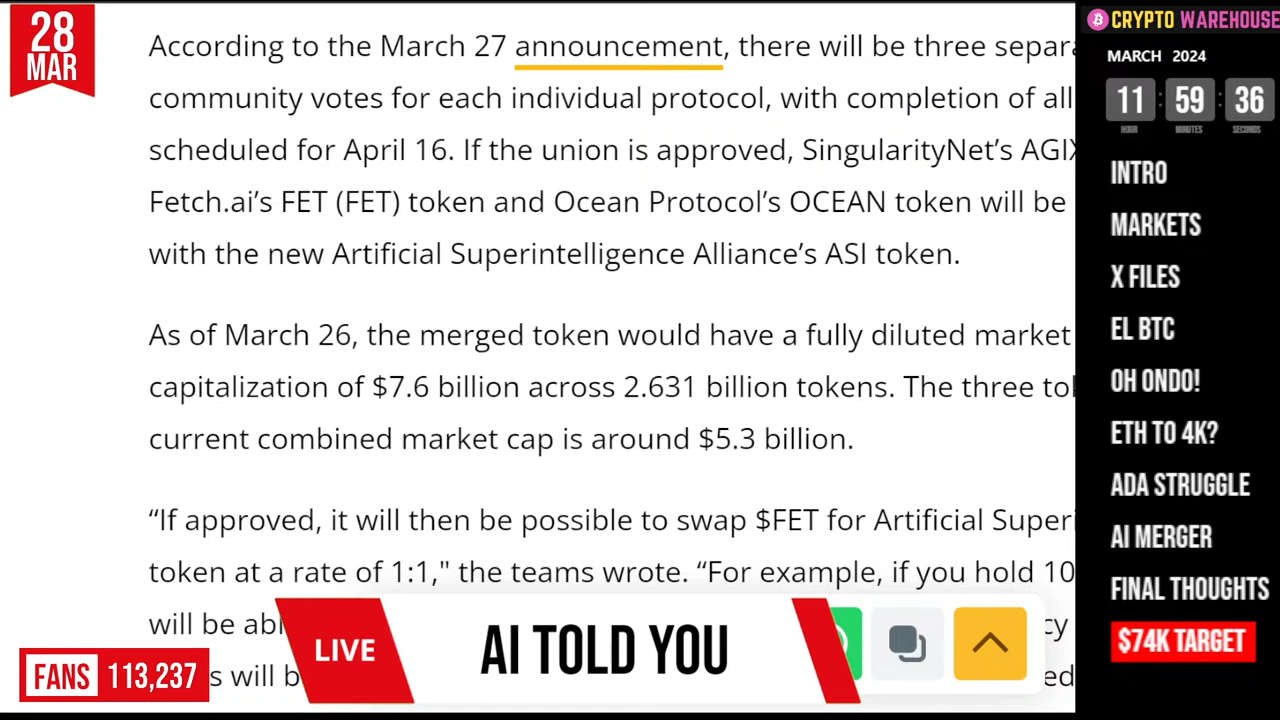 28
MAR
According to the March 27 announcement, there will be three
community votes for each individual protocol, with completion of all
scheduled for April 16. If the union is approved, SingularityNet’s
Fetch.ai’s FET (FET) token and Ocean Protocol’s OCEAN token will be
with the new Artificial Superintelligence Alliance’s ASI token.
As of March 26, the merged token would have a fully diluted market
capitalization of $7.6 billion across 2.631 billion tokens. The three
current combined market cap is around $5.3 billion.
“If approved, it will then be possible to swap $FET for Artificial
token at a rate of 1:1," the teams wrote. “For example, if you hold 10
will be
will
LIVE
AI TOLD YOU
FANS 113,237
CRYPTO WAREHOUSE
MARCH 2024
11 : 59 : 36
HOUR MINUTES SECONDS
INTRO
MARKETS
X FILES
EL BTC
OH ONDO!
ETH TO 4K?
ADA STRUGGLE
AI MERGER
FINAL THOUGHTS
$74K TARGET